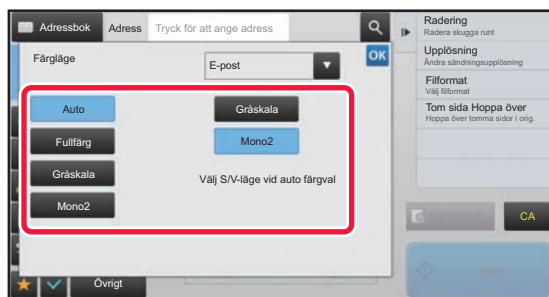 Adressbok
Adress
Tryck för att ange adress
Färgläge
E-post
OK
Auto
Gråskala
Fullfärg
Mono2
Gråskala
Välj S/V-läge vid auto färgval
Mono2
Övrigt
Radering
Radera skugga runt
Upplösning
Ändra sändningsupplösning
Filformat
Välj filformat
Tom sida Hoppa över
Hoppa över tomma sidor i orig.
CA